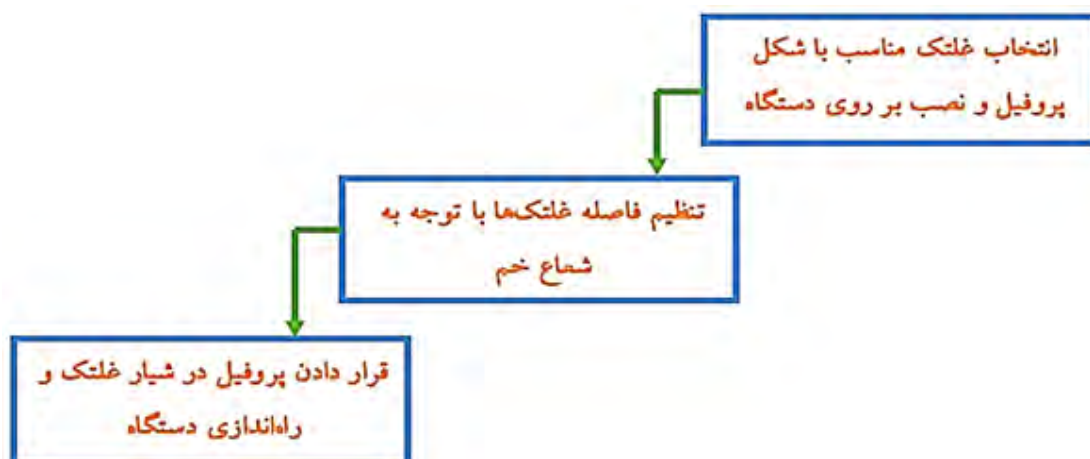 انتخاب غلتک مناسب با شکل
پروفیل و نصب بر روی دستگاه
تنظیم فاصله غلتک‌ها با توجه به
شعاع خم
قرار دادن پروفیل در شیار غلتک و
راه‌اندازی دستگاه